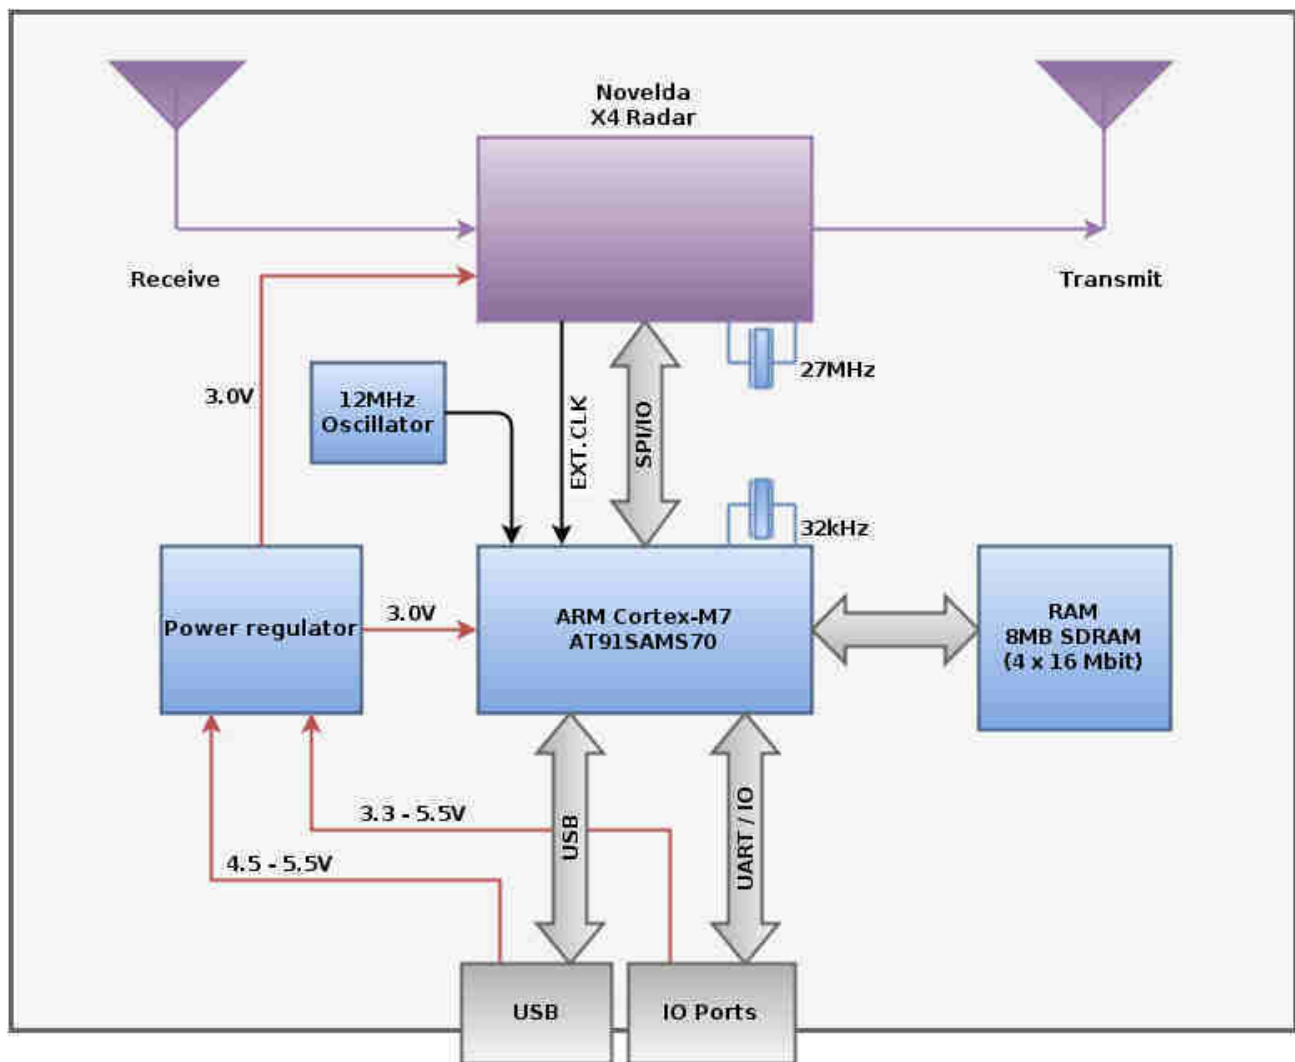 Novelda
X4 Radar
Receive
Transmit
3.0V
12MHz
Oscillator
EXT.CLK
SPI/IO
27MHz
32kHz
Power regulator
3.0V
ARM Cortex-M7
AT91SAMS70
RAM
8MB SDRAM
(4 x 16 Mbit)
3.3 - 5.5V
4.5 - 5.5V
USB
UART / IO
USB
IO Ports